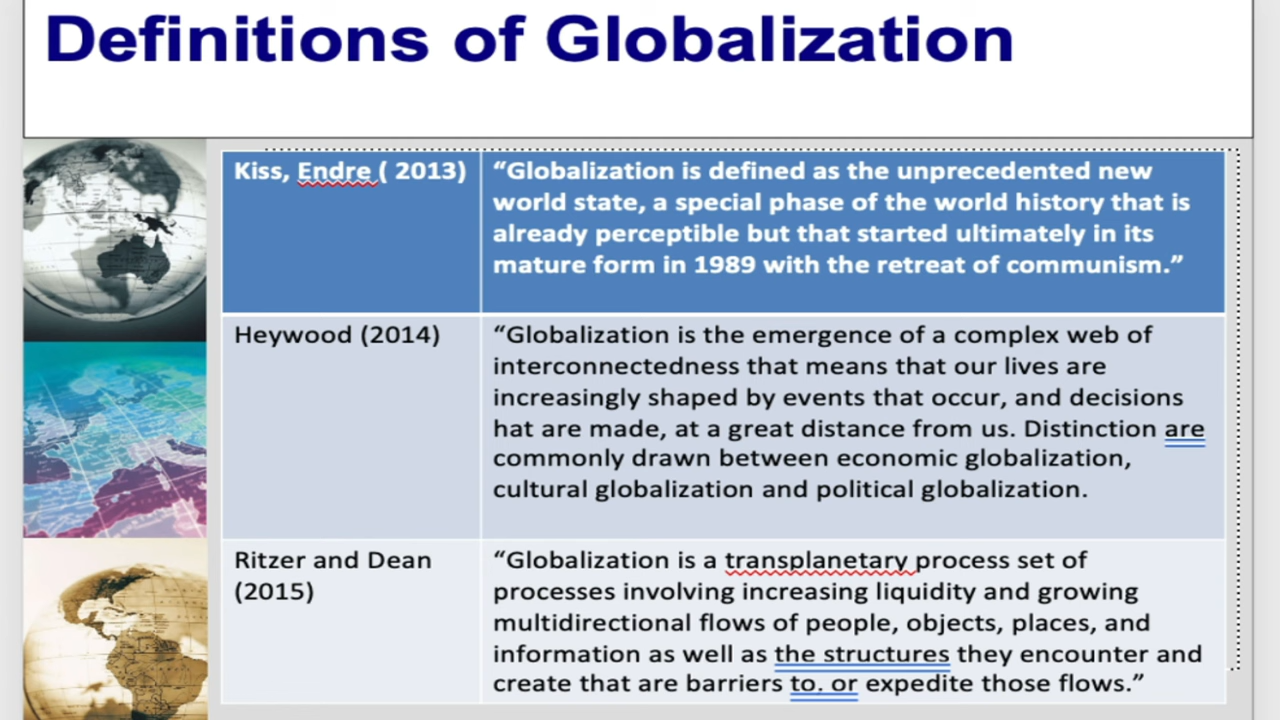 Definitions of Globalization
Kiss, Endre ( 2013)
“Globalization is defined as the unprecedented new
world state, a special phase of the world history that is
already perceptible but that started ultimately in its
mature form in 1989 with the retreat of communism.”
Heywood (2014)
“Globalization is the emergence of a complex web of
interconnectedness that means that our lives are
increasingly shaped by events that occur, and decisions
hat are made, at a great distance from us. Distinction are
commonly drawn between economic globalization,
cultural globalization and political globalization.
Ritzer and Dean
(2015)
“Globalization is a transplanetary process set of
processes involving increasing liquidity and growing
multidirectional flows of people, objects, places, and
information as well as the structures they encounter and
create that are barriers to. or expedite those flows.”